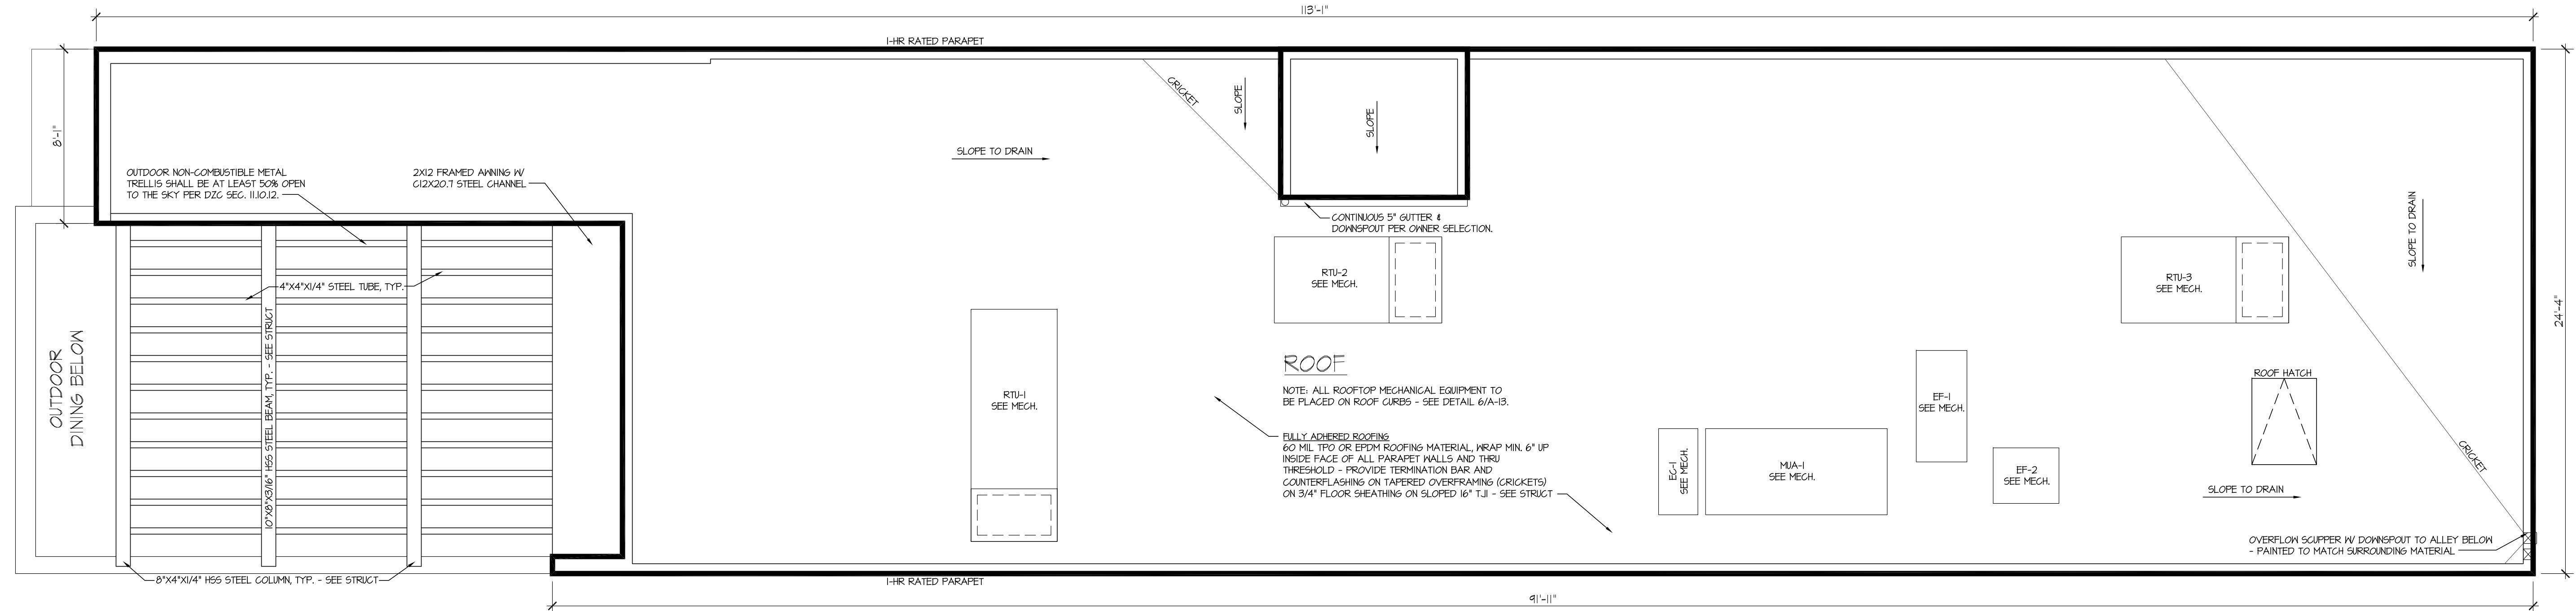 113'-1"
1-HR RATED PARAPET
8'-1"
CRICKET
SLOPE
SLOPE
SLOPE TO DRAIN
OUTDOOR NON-COMBUSTIBLE METAL
TRELLIS SHALL BE AT LEAST 50% OPEN
TO THE SKY PER DZC SEC. 11.10.12.
2X12 FRAMED AWNING W/
C12X20.7 STEEL CHANNEL
CONTINUOUS 5" GUTTER &
DOWNSPOUT PER OWNER SELECTION.
SLOPE TO DRAIN
4"X4"X1/4" STEEL TUBE, TYP.
10"X8"X3/16" HSS STEEL BEAM, TYP. - SEE STRUCT
OUTDOOR
DINING BELOW
RTU-2
SEE MECH.
RTU-3
SEE MECH.
24'-4"
ROOF
NOTE: ALL ROOFTOP MECHANICAL EQUIPMENT TO
BE PLACED ON ROOF CURBS - SEE DETAIL 6/A-13.
RTU-1
SEE MECH.
EF-1
SEE MECH.
ROOF HATCH
FULLY ADHERED ROOFING
60 MIL TPO OR EPDM ROOFING MATERIAL, WRAP MIN. 6" UP
INSIDE FACE OF ALL PARAPET WALLS AND THRU
THRESHOLD - PROVIDE TERMINATION BAR AND
COUNTERFLASHING ON TAPERED OVERFRAMING (CRICKETS)
ON 3/4" FLOOR SHEATHING ON SLOPED 16" TJI - SEE STRUCT
EC-1
SEE MECH.
MUA-1
SEE MECH.
EF-2
SEE MECH.
CRICKET
SLOPE TO DRAIN
OVERFLOW SCUPPER W/ DOWNSPOUT TO ALLEY BELOW
- PAINTED TO MATCH SURROUNDING MATERIAL
8"X4"X1/4" HSS STEEL COLUMN, TYP. - SEE STRUCT
1-HR RATED PARAPET
91'-11"